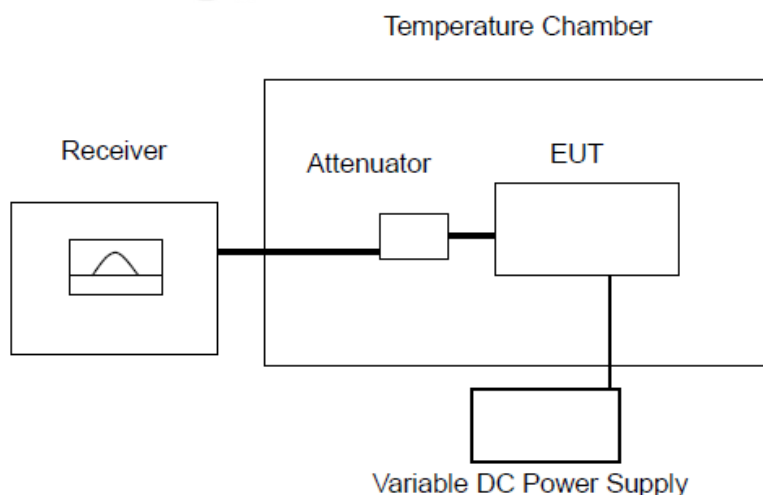 Temperature Chamber
Receiver
Attenuator
EUT
Variable DC Power Supply